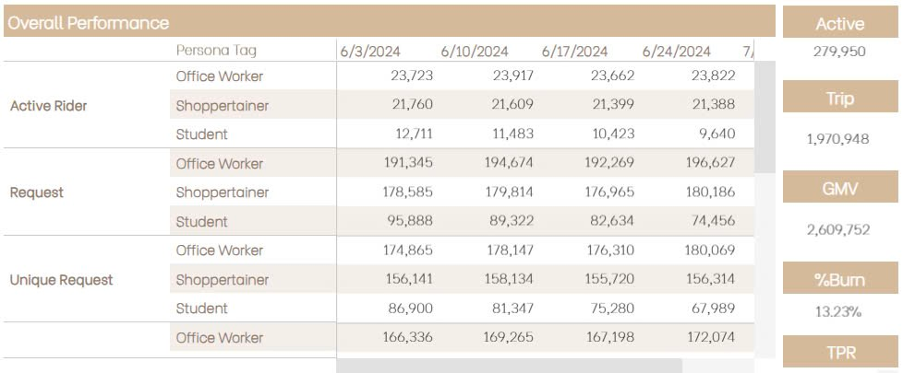 Overall Performance
Persona Tag 6/3/2024 6/10/2024 6/17/2024 6/24/2024 7/
Active Rider
Office Worker 23,723 23,917 23,662 23,822
Shoppertainer 21,760 21,609 21,399 21,388
Student 12,711 11,483 10,423 9,640
Request
Office Worker 191,345 194,674 192,269 196,627
Shoppertainer 178,585 179,814 176,965 180,186
Student 95,888 89,322 82,634 74,456
Unique Request
Office Worker 174,865 178,147 176,310 180,069
Shoppertainer 156,141 158,134 155,720 156,314
Student 86,900 81,347 75,280 67,989
Office Worker 166,336 169,265 167,198 172,074
Active
279,950
Trip
1,970,948
GMV
2,609,752
%Burn
13.23%
TPR